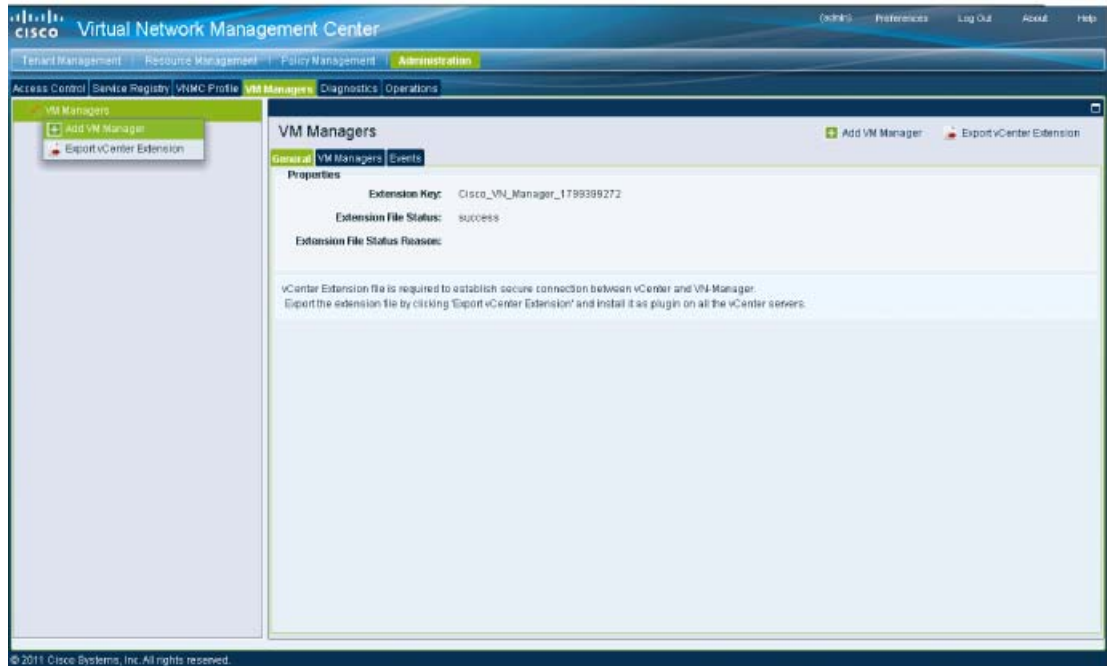 CISCO Virtual Network Management Center
(admin) Preferences Log Out About Help
Tenant Management | Resource Management | Policy Management | Administration
Access Control Service Registry VNMC Profile VM Managers Diagnostics Operations
VM Managers
Add VM Manager
Export vCenter Extension
VM Managers
Add VM Manager Export vCenter Extension
General VM Managers Events
Properties
Extension Key: Cisco_VN_Manager_1799399272
Extension File Status: success
Extension File Status Reason:
vCenter Extension file is required to establish secure connection between vCenter and VN-Manager.
Export the extension file by clicking 'Export vCenter Extension' and install it as plugin on all the vCenter servers.
© 2011 Cisco Systems, Inc. All rights reserved.